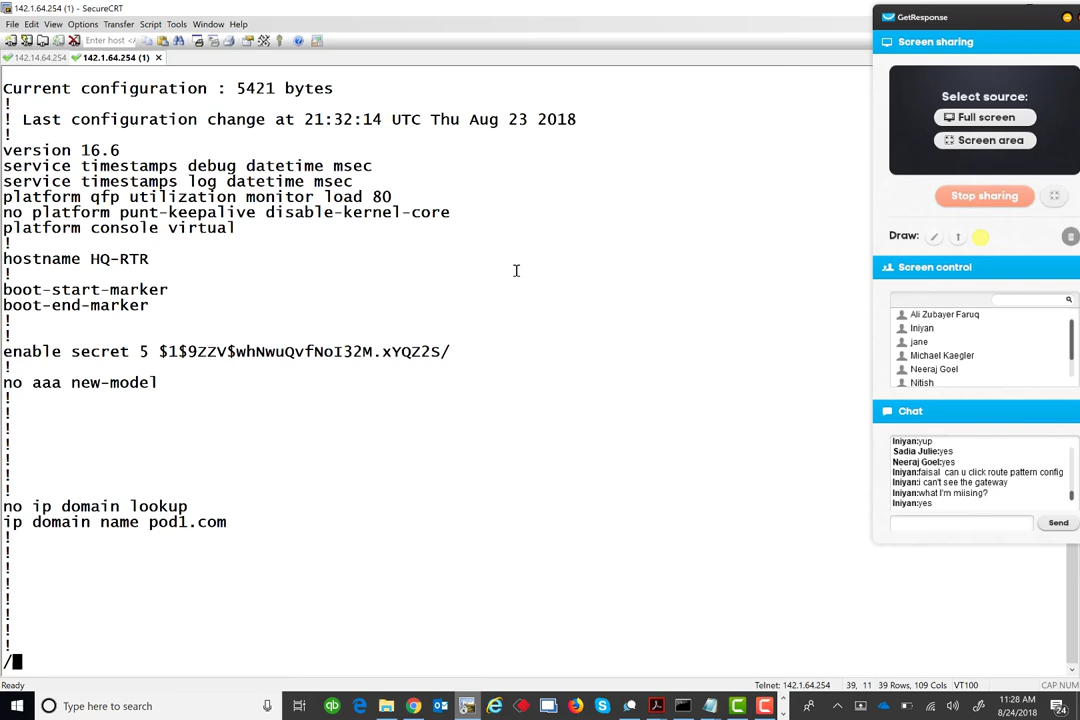 142.1.64.254 (1) - SecureCRT
File Edit View Options Transfer Script Tools Window Help
Enter host <
142.14.64.254 142.1.64.254 (1)
Current configuration : 5421 bytes
!
! Last configuration change at 21:32:14 UTC Thu Aug 23 2018
!
version 16.6
service timestamps debug datetime msec
service timestamps log datetime msec
platform qfp utilization monitor load 80
no platform punt-keepalive disable-kernel-core
platform console virtual
!
hostname HQ-RTR
!
boot-start-marker
boot-end-marker
!
!
enable secret 5 $1$9ZZV$whNwuQvfNoI32M.xYQZ2S/
!
no aaa new-model
!
!
!
!
!
!
!
no ip domain lookup
ip domain name pod1.com
!
!
!
!
!
!
!
!
/
Ready
Telnet: 142.1.64.254 39, 11 39 Rows, 109 Cols VT100 CAP NUM
GetResponse
Screen sharing
Select source:
Full screen
Screen area
Stop sharing
Draw:
Screen control
Ali Zubayer Faruq
Iniyan
jane
Michael Kaegler
Neeraj Goel
Nitish
Chat
Iniyan:yup
Sadia Julie:yes
Neeraj Goel:yes
Iniyan:faisal can u click route pattern config
Iniyan:i can't see the gateway
Iniyan:what I'm miising?
Iniyan:yes
Send
Type here to search
11:28 AM
8/24/2018
24